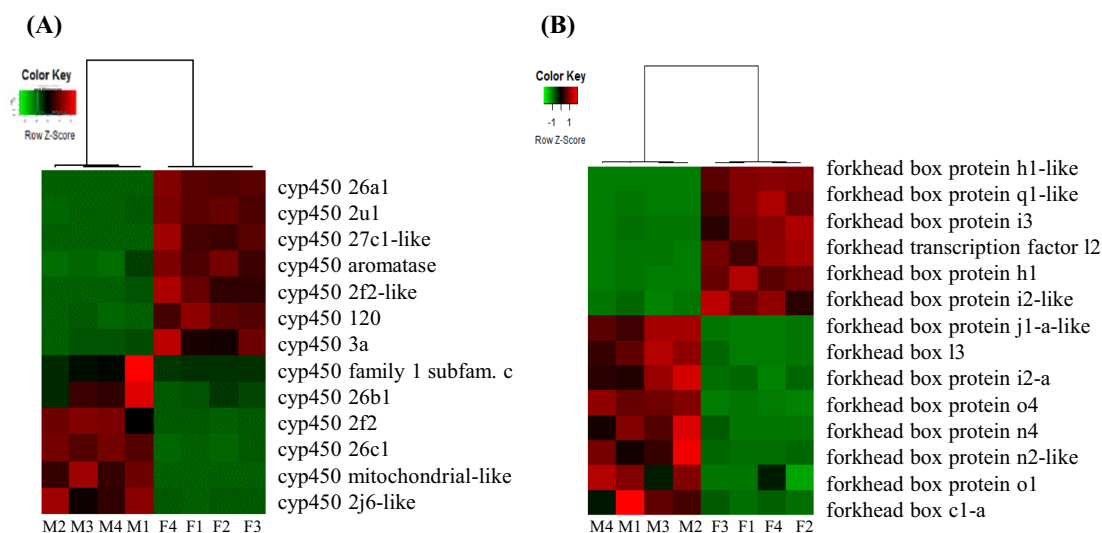 (A)
Color Key
Row Z-Score
cyp450 26a1
cyp450 2u1
cyp450 27c1-like
cyp450 aromatase
cyp450 2f2-like
cyp450 120
cyp450 3a
cyp450 family 1 subfam. c
cyp450 26b1
cyp450 2f2
cyp450 26c1
cyp450 mitochondrial-like
cyp450 2j6-like
M2 M3 M4 M1 F4 F1 F2 F3
(B)
Color Key
-1 1
Row Z-Score
forkhead box protein h1-like
forkhead box protein q1-like
forkhead box protein i3
forkhead transcription factor l2
forkhead box protein h1
forkhead box protein i2-like
forkhead box protein j1-a-like
forkhead box l3
forkhead box protein i2-a
forkhead box protein o4
forkhead box protein n4
forkhead box protein n2-like
forkhead box protein o1
forkhead box c1-a
M4 M1 M3 M2 F3 F1 F4 F2